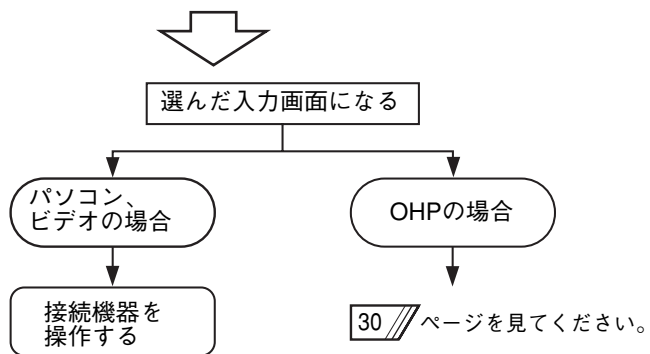 選んだ入力画面になる
パソコン、
ビデオの場合
OHPの場合
接続機器を
操作する
30 ページを見てください。